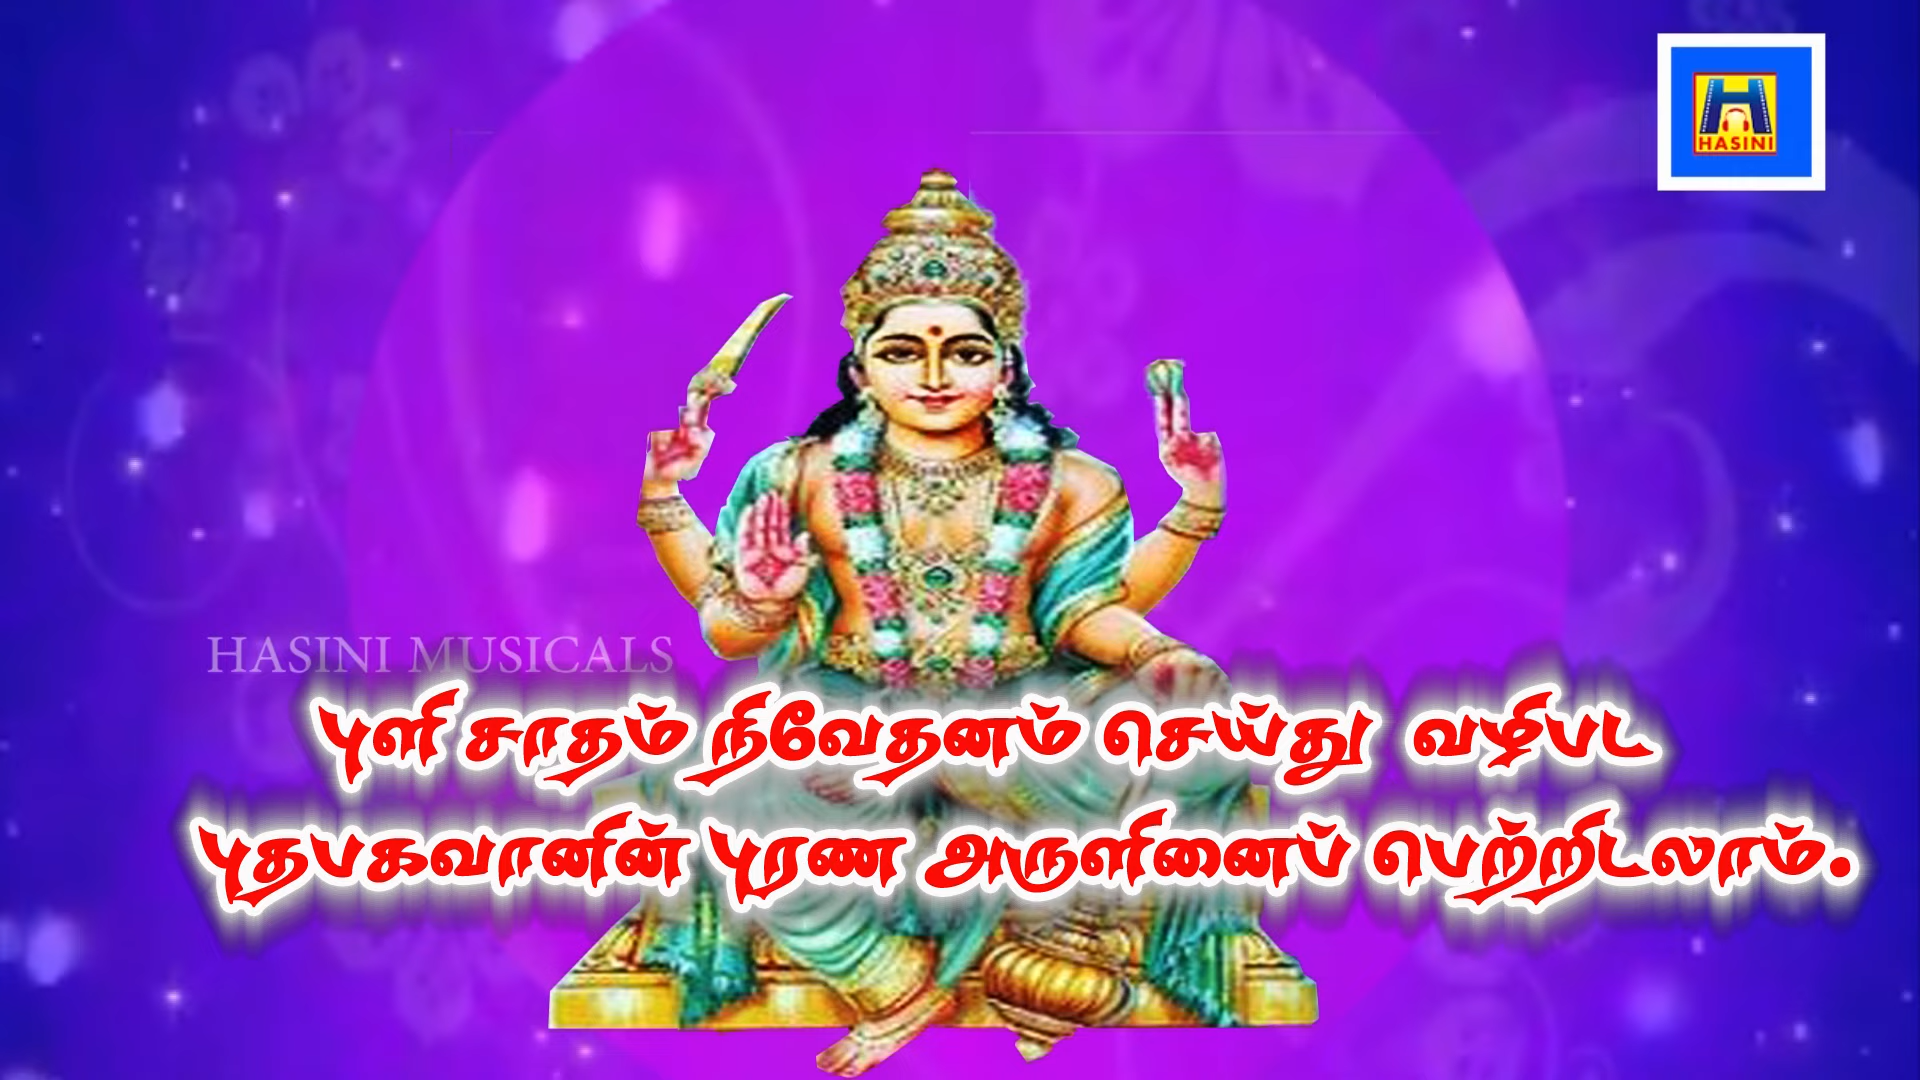 HASINI
HASINI MUSICALS
புளி சாதம் நிவேதனம் செய்து வழிபட
புதபகவானின் புரண அருளினைப் பெற்றிடலாம்.